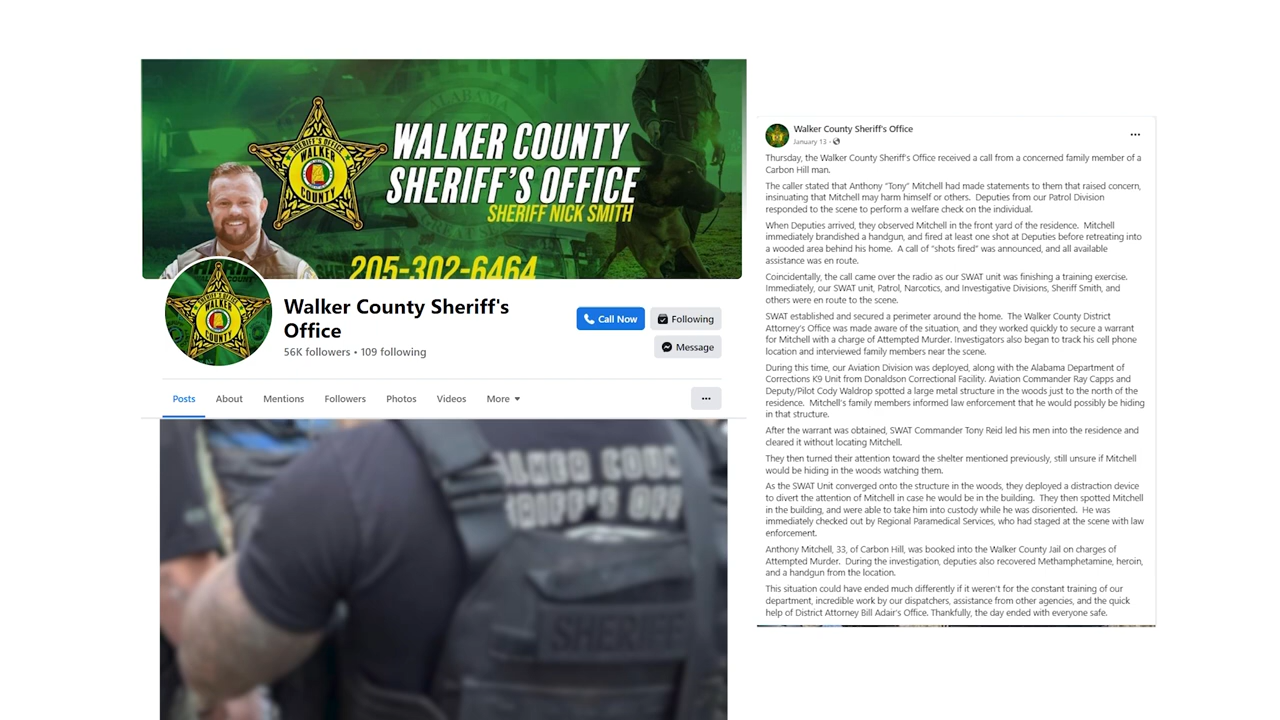 SHERIFF'S OFFICE
WALKER
COUNTY
ALABAMA
WALKER COUNTY
SHERIFF'S OFFICE
SHERIFF NICK SMITH
205-302-6464
Walker County Sheriff's
Office
56K followers • 109 following
Call Now
Following
Message
Posts About Mentions Followers Photos Videos More
SHERIFF
Walker County Sheriff's Office
January 13 ·
Thursday, the Walker County Sheriff's Office received a call from a concerned family member of a
Carbon Hill man.
The caller stated that Anthony "Tony" Mitchell had made statements to them that raised concern,
insinuating that Mitchell may harm himself or others. Deputies from our Patrol Division
responded to the scene to perform a welfare check on the individual.
When Deputies arrived, they observed Mitchell in the front yard of the residence. Mitchell
immediately brandished a handgun, and fired at least one shot at Deputies before retreating into
a wooded area behind his home. A call of "shots fired" was announced, and all available
assistance was en route.
Coincidentally, the call came over the radio as our SWAT unit was finishing a training exercise.
Immediately, our SWAT unit, Patrol, Narcotics, and Investigative Divisions, Sheriff Smith, and
others were en route to the scene.
SWAT established and secured a perimeter around the home. The Walker County District
Attorney's Office was made aware of the situation, and they worked quickly to secure a warrant
for Mitchell with a charge of Attempted Murder. Investigators also began to track his cell phone
location and interviewed family members near the scene.
During this time, our Aviation Division was deployed, along with the Alabama Department of
Corrections K9 Unit from Donaldson Correctional Facility. Aviation Commander Ray Capps and
Deputy/Pilot Cody Waldrop spotted a large metal structure in the woods just to the north of the
residence. Mitchell's family members informed law enforcement that he would possibly be hiding
in that structure.
After the warrant was obtained, SWAT Commander Tony Reid led his men into the residence and
cleared it without locating Mitchell.
They then turned their attention toward the shelter mentioned previously, still unsure if Mitchell
would be hiding in the woods watching them.
As the SWAT Unit converged onto the structure in the woods, they deployed a distraction device
to divert the attention of Mitchell in case he would be in the building. They then spotted Mitchell
in the building, and were able to take him into custody while he was disoriented. He was
immediately checked out by Regional Paramedical Services, who had staged at the scene with law
enforcement.
Anthony Mitchell, 33, of Carbon Hill, was booked into the Walker County Jail on charges of
Attempted Murder. During the investigation, deputies also recovered Methamphetamine, heroin,
and a handgun from the location.
This situation could have ended much differently if it weren't for the constant training of our
department, incredible work by our dispatchers, assistance from other agencies, and the quick
help of District Attorney Bill Adair's Office. Thankfully, the day ended with everyone safe.